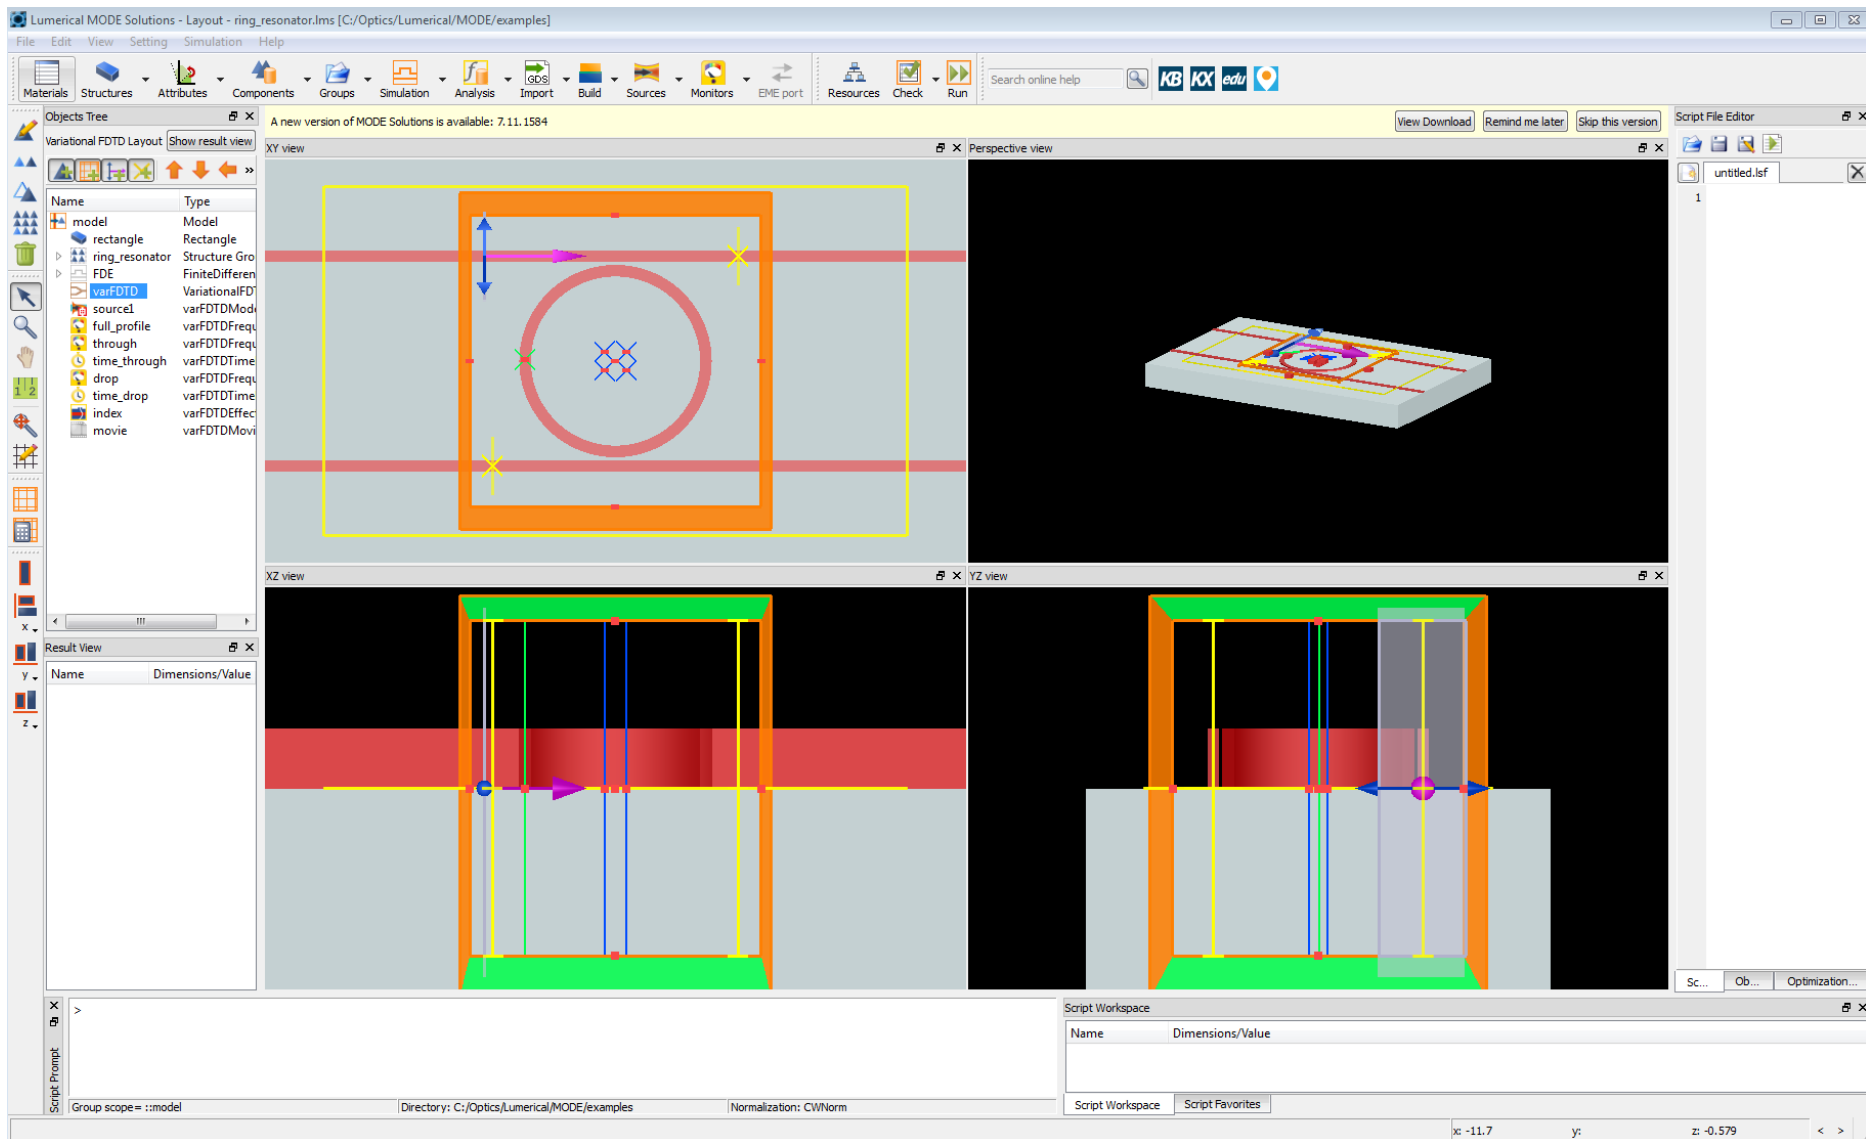 Lumerical MODE Solutions - Layout - ring_resonator.lms [C:/Optics/Lumerical/MODE/examples]
File Edit View Setting Simulation Help
Materials Structures Attributes Components Groups Simulation Analysis Import Build Sources Monitors EME port Resources Check Run Search online help KB KX edu
GDS
Objects Tree
Variational FDTD Layout Show result view
»
Name Type
model Model
rectangle Rectangle
ring_resonator Structure Gro
FDE FiniteDifferen
varFDTD VariationalFDT
source1 varFDTDMode
full_profile varFDTDFrequ
through varFDTDFrequ
time_through varFDTDTime
drop varFDTDFrequ
time_drop varFDTDTime
index varFDTDEffec
movie varFDTDMovi
Result View
Name Dimensions/Value
x
y
z
A new version of MODE Solutions is available: 7.11.1584 View Download Remind me later Skip this version
XY view
Perspective view
XZ view
YZ view
Script File Editor
untitled.lsf
1
Sc... Ob... Optimization...
Script Prompt
>
Group scope= ::model Directory: C:/Optics/Lumerical/MODE/examples Normalization: CWNorm
Script Workspace
Name Dimensions/Value
Script Workspace Script Favorites
x: -11.7 y: z: -0.579 < >